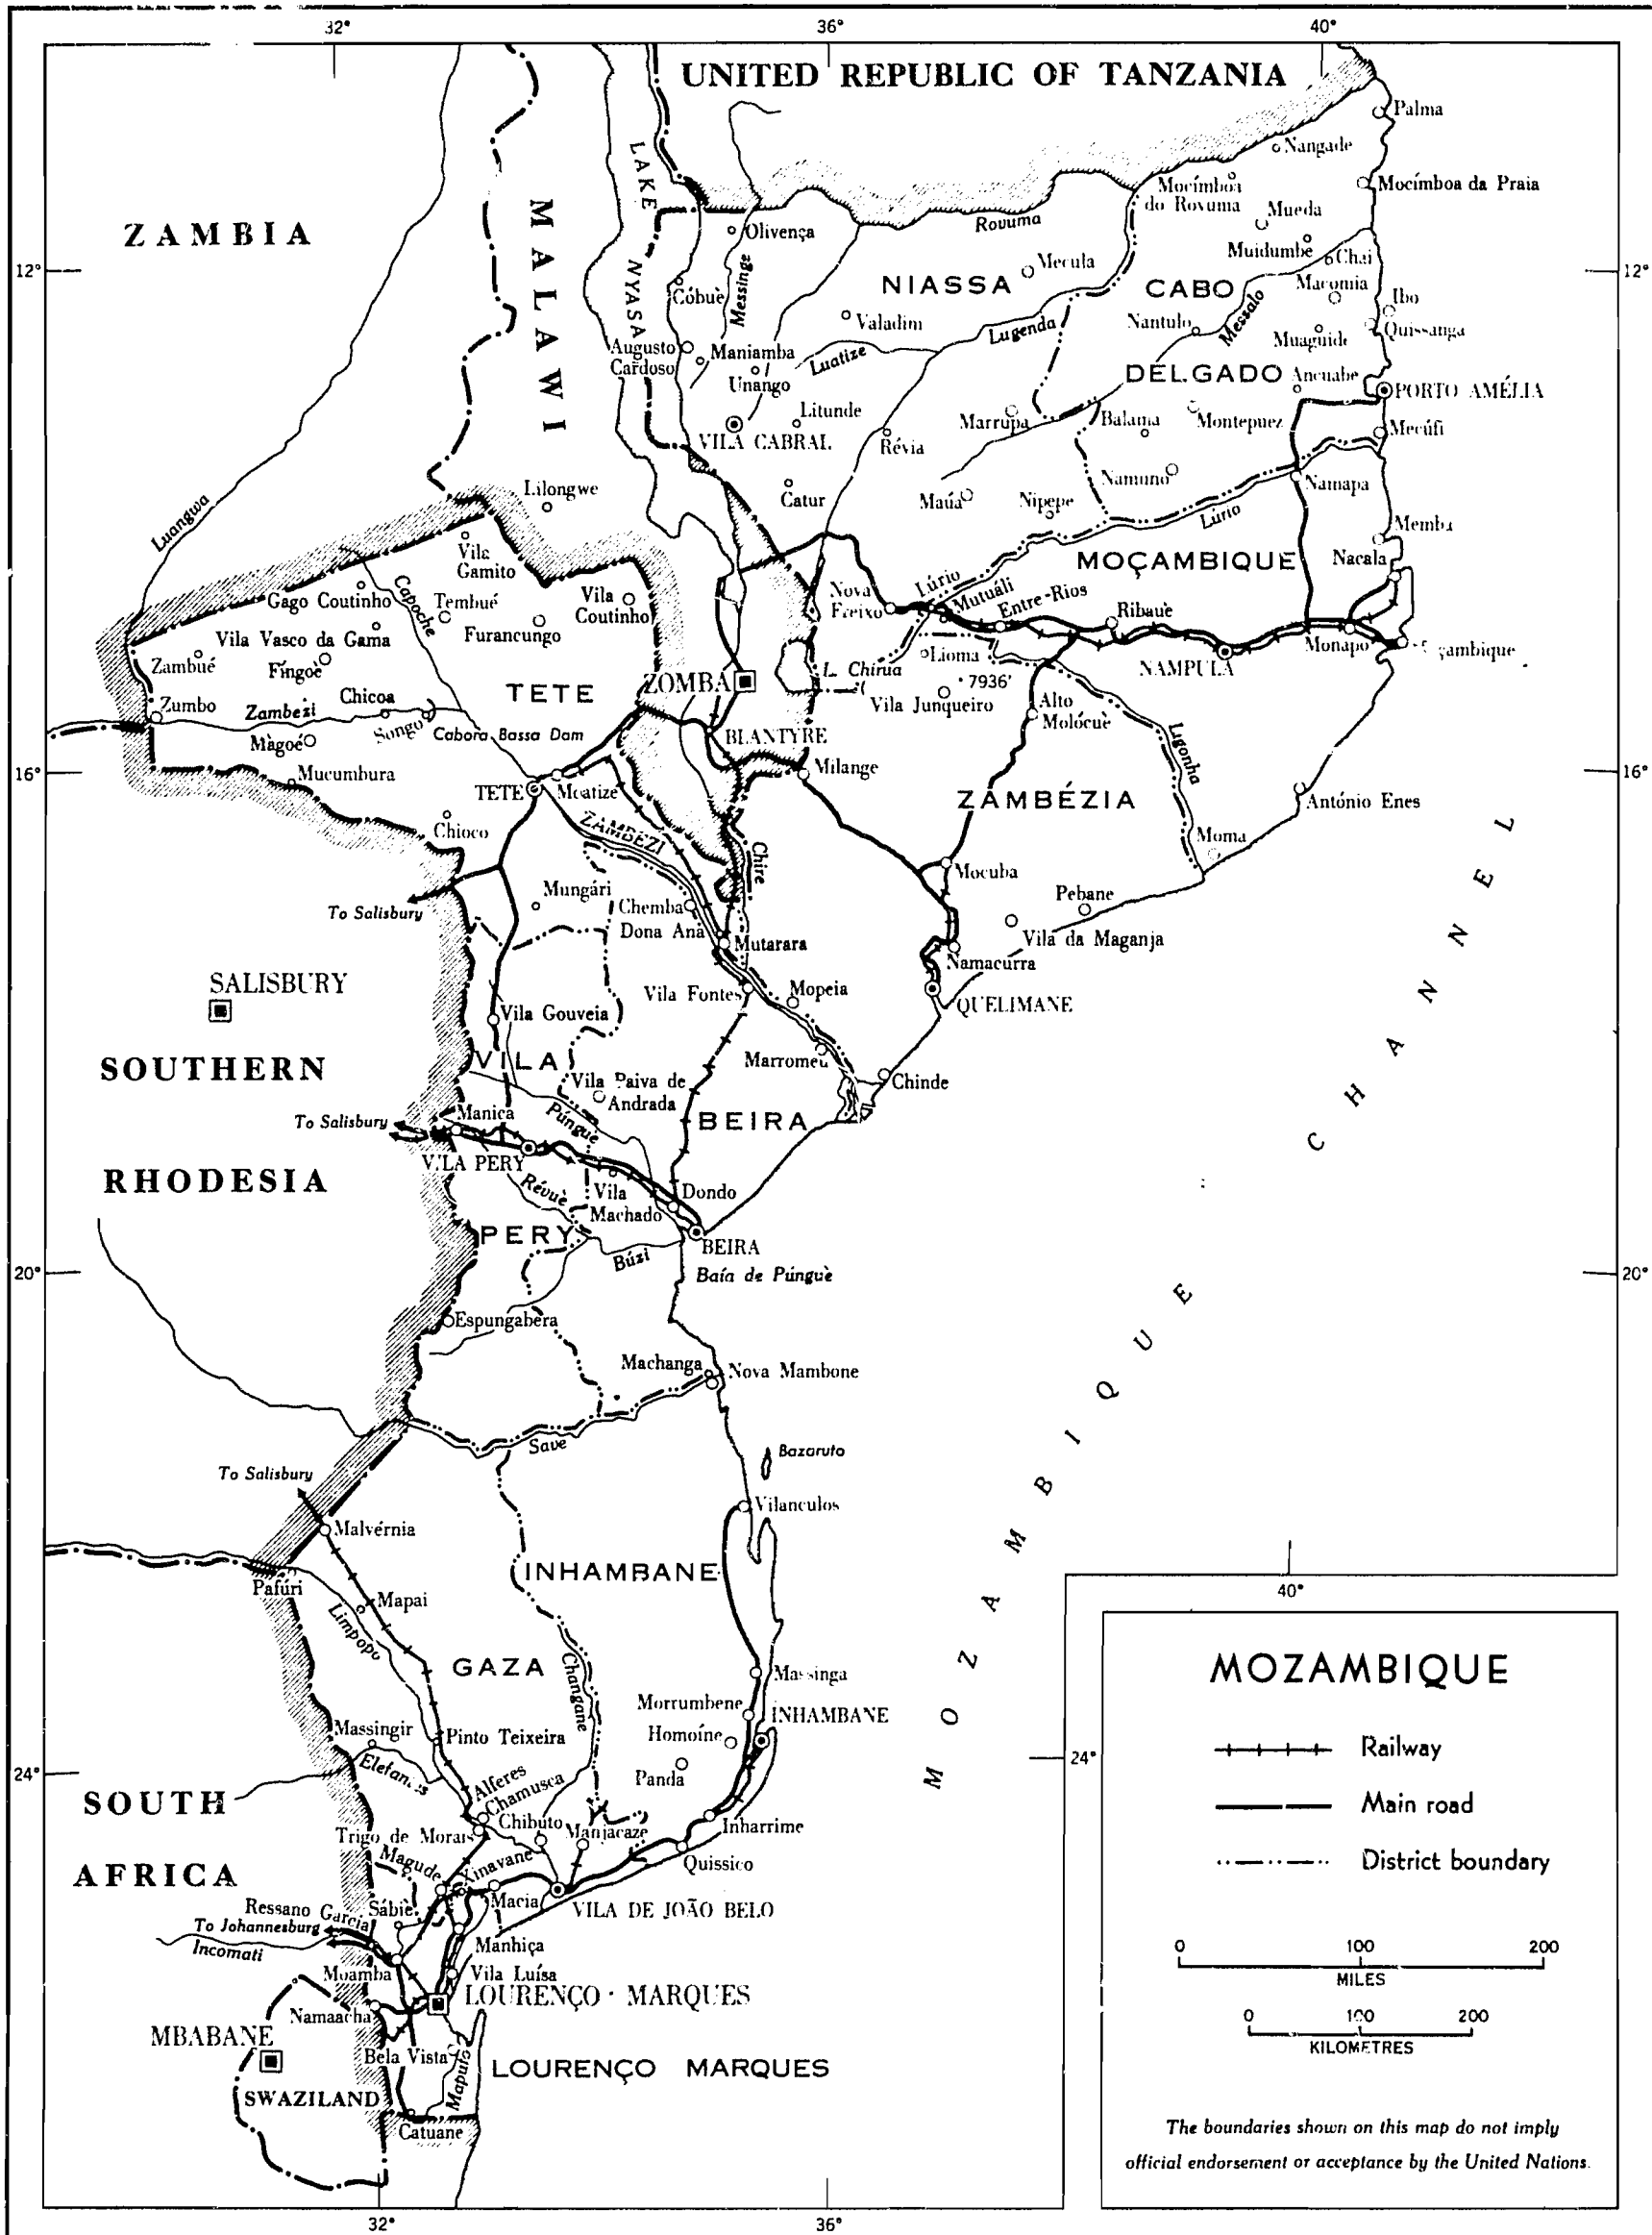 32°
36°
40°
UNITED REPUBLIC OF TANZANIA
Palma
Nangade
LAKE NYASA
MALAWI
ZAMBIA
Mocímboa do Rovuma
Mocímboa da Praia
Mueda
Rovuma
Olivença
Muidumbe
Chai
12°
12°
Messinge
Mecula
NIASSA
CABO
Macomia
Cóbuè
Ibo
Valadim
Nantulo
Messalo
Quissanga
Lugenda
Muaguide
Augusto Cardoso
Maniamba
Luatize
Unango
DELGADO
Ancuabe
PORTO AMÉLIA
Litunde
Marrupa
Balama
Montepuez
VILA CABRAL
Révia
Mecúfi
Lilongwe
Catur
Maúa
Nipepe
Namuno
Namapa
Luangwa
Lúrio
Memba
Vila Gamito
MOÇAMBIQUE
Nacala
Gago Coutinho
Capoche
Tembué
Vila Coutinho
Nova Freixo
Lúrio
Mutuáli
Entre-Rios
Ribauè
Vila Vasco da Gama
Furancungo
Zambué
Fíngoè
L. Chirua
Lioma
NAMPULA
Monapo
TETE
ZOMBA
7936'
Zumbo
Zambezi
Chicoa
Vila Junqueiro
Alto Molócuè
Songo
Cabora Bassa Dam
BLANTYRE
Màgoé
Ligonha
Mucumbura
Milange
16°
16°
TETE
Moatize
ZAMBÉZIA
António Enes
Chioco
ZAMBEZI
Chire
Moma
Mocuba
Mungári
Pebane
To Salisbury
Chemba
Dona Ana
Mutarara
Vila da Maganja
Namacurra
SALISBURY
Vila Fontes
Mopeia
QUELIMANE
Vila Gouveia
SOUTHERN
VILA
Marromeu
Vila Paiva de Andrada
Chinde
To Salisbury
Manica
Púnguè
BEIRA
MOZAMBIQUE CHANNEL
VILA PERY
RHODESIA
Révuè
Vila Machado
Dondo
PERY
Búzi
BEIRA
20°
20°
Baía de Púnguè
Espungabera
Machanga
Nova Mambone
Save
Bazaruto
To Salisbury
Vilanculos
Malvérnia
INHAMBANE
Pafúri
40°
Mapai
Limpopo
GAZA
Changane
Massinga
Morrumbene
INHAMBANE
Massingir
Homoíne
Pinto Teixeira
Elefantes
24°
24°
Panda
Alferes Chamusca
SOUTH
Chibuto
Manjacaze
Inharrime
Trigo de Morais
Quissico
Magude
Xinavane
AFRICA
Macia
VILA DE JOÃO BELO
Ressano Garcia
Sábiè
To Johannesburg
Incomati
Manhiça
Moamba
Vila Luísa
LOURENÇO MARQUES
Namaacha
MBABANE
Bela Vista
Maputo
LOURENÇO MARQUES
SWAZILAND
Catuane
32°
36°
MOZAMBIQUE
Railway
Main road
District boundary
0 100 200
MILES
0 100 200
KILOMETRES
The boundaries shown on this map do not imply
official endorsement or acceptance by the United Nations.